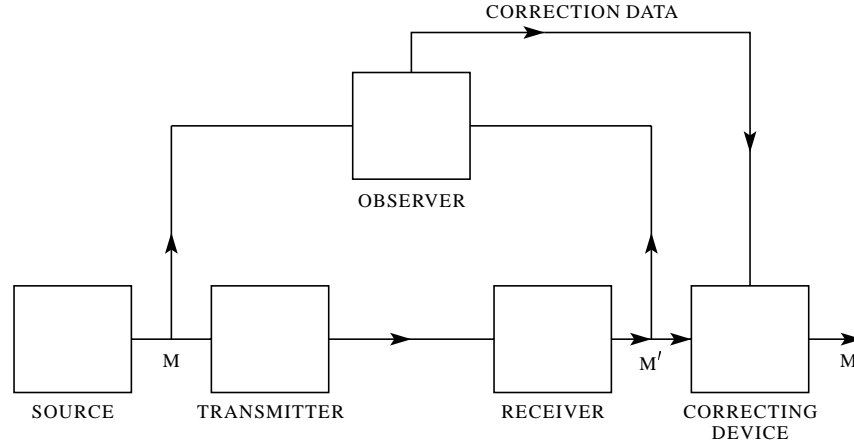 CORRECTION DATA
OBSERVER
M
M′
M
SOURCE
TRANSMITTER
RECEIVER
CORRECTING
DEVICE